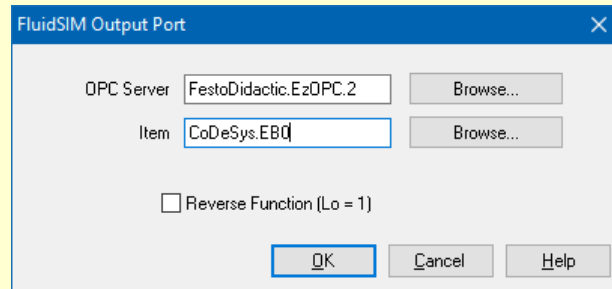 FluidSIM Output Port
OPC Server FestoDidactic.EzOPC.2 Browse...
Item CoDeSys.EB0 Browse...
Reverse Function (Lo = 1)
OK Cancel Help